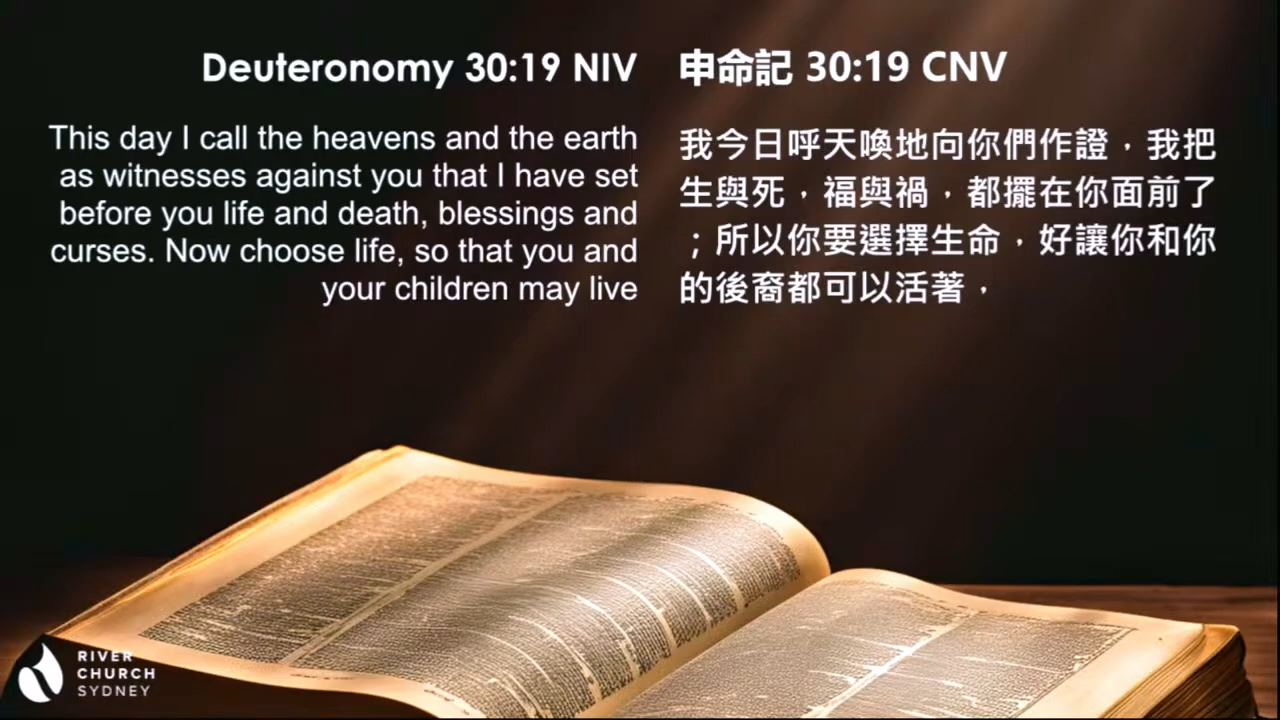 Deuteronomy 30:19 NIV
This day I call the heavens and the earth
as witnesses against you that I have set
before you life and death, blessings and
curses. Now choose life, so that you and
your children may live
申命記 30:19 CNV
我今日呼天喚地向你們作證，我把
生與死，福與禍，都擺在你面前了
；所以你要選擇生命，好讓你和你
的後裔都可以活著，
RIVER
CHURCH
SYDNEY